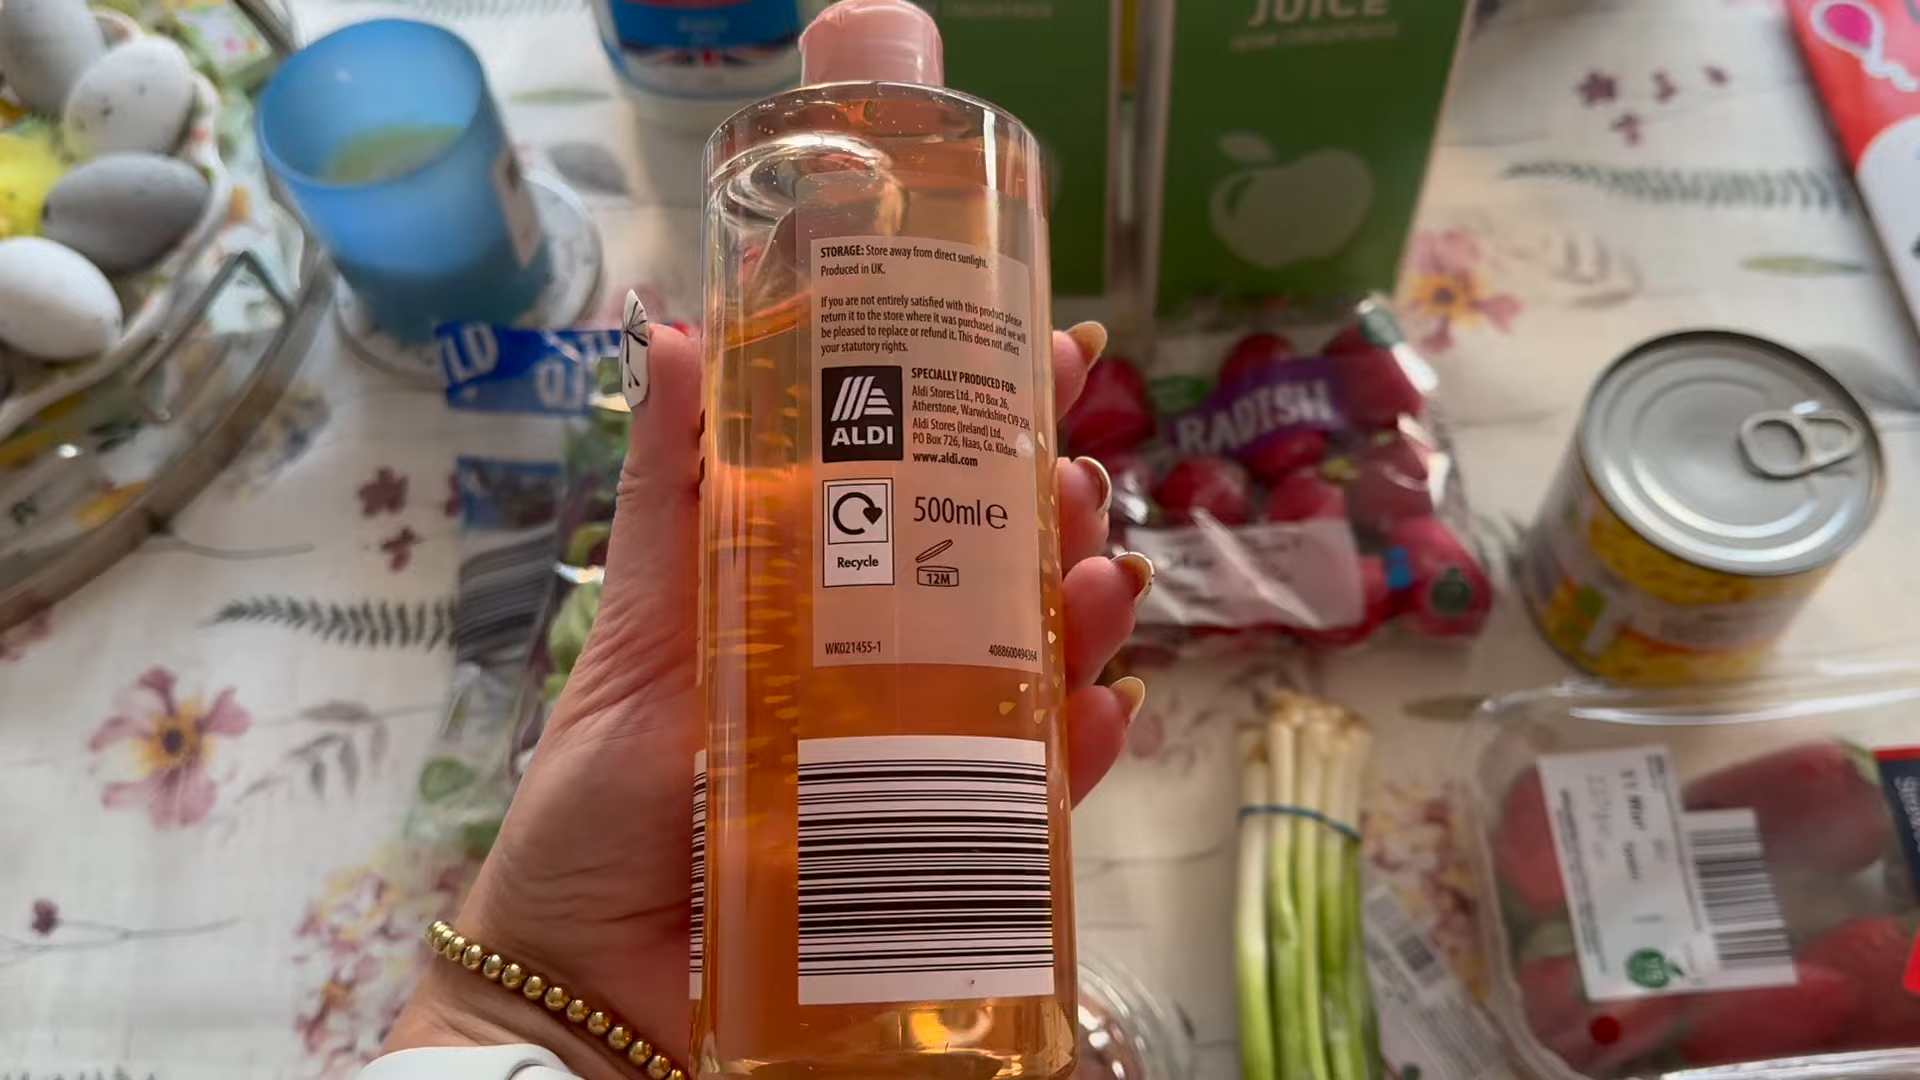 JUICE
STORAGE: Store away from direct sunlight.
Produced in UK.
If you are not entirely satisfied with this product please
return it to the store where it was purchased and we will
be pleased to replace or refund it. This does not affect
your statutory rights.
ALDI
SPECIALLY PRODUCED FOR:
Aldi Stores Ltd., PO Box 26,
Atherstone, Warwickshire CV9 2SH.
Aldi Stores (Ireland) Ltd.,
PO Box 726, Naas, Co. Kildare.
www.aldi.com
Recycle
500ml e
12M
WK021455-1
4088600494364
RADISH